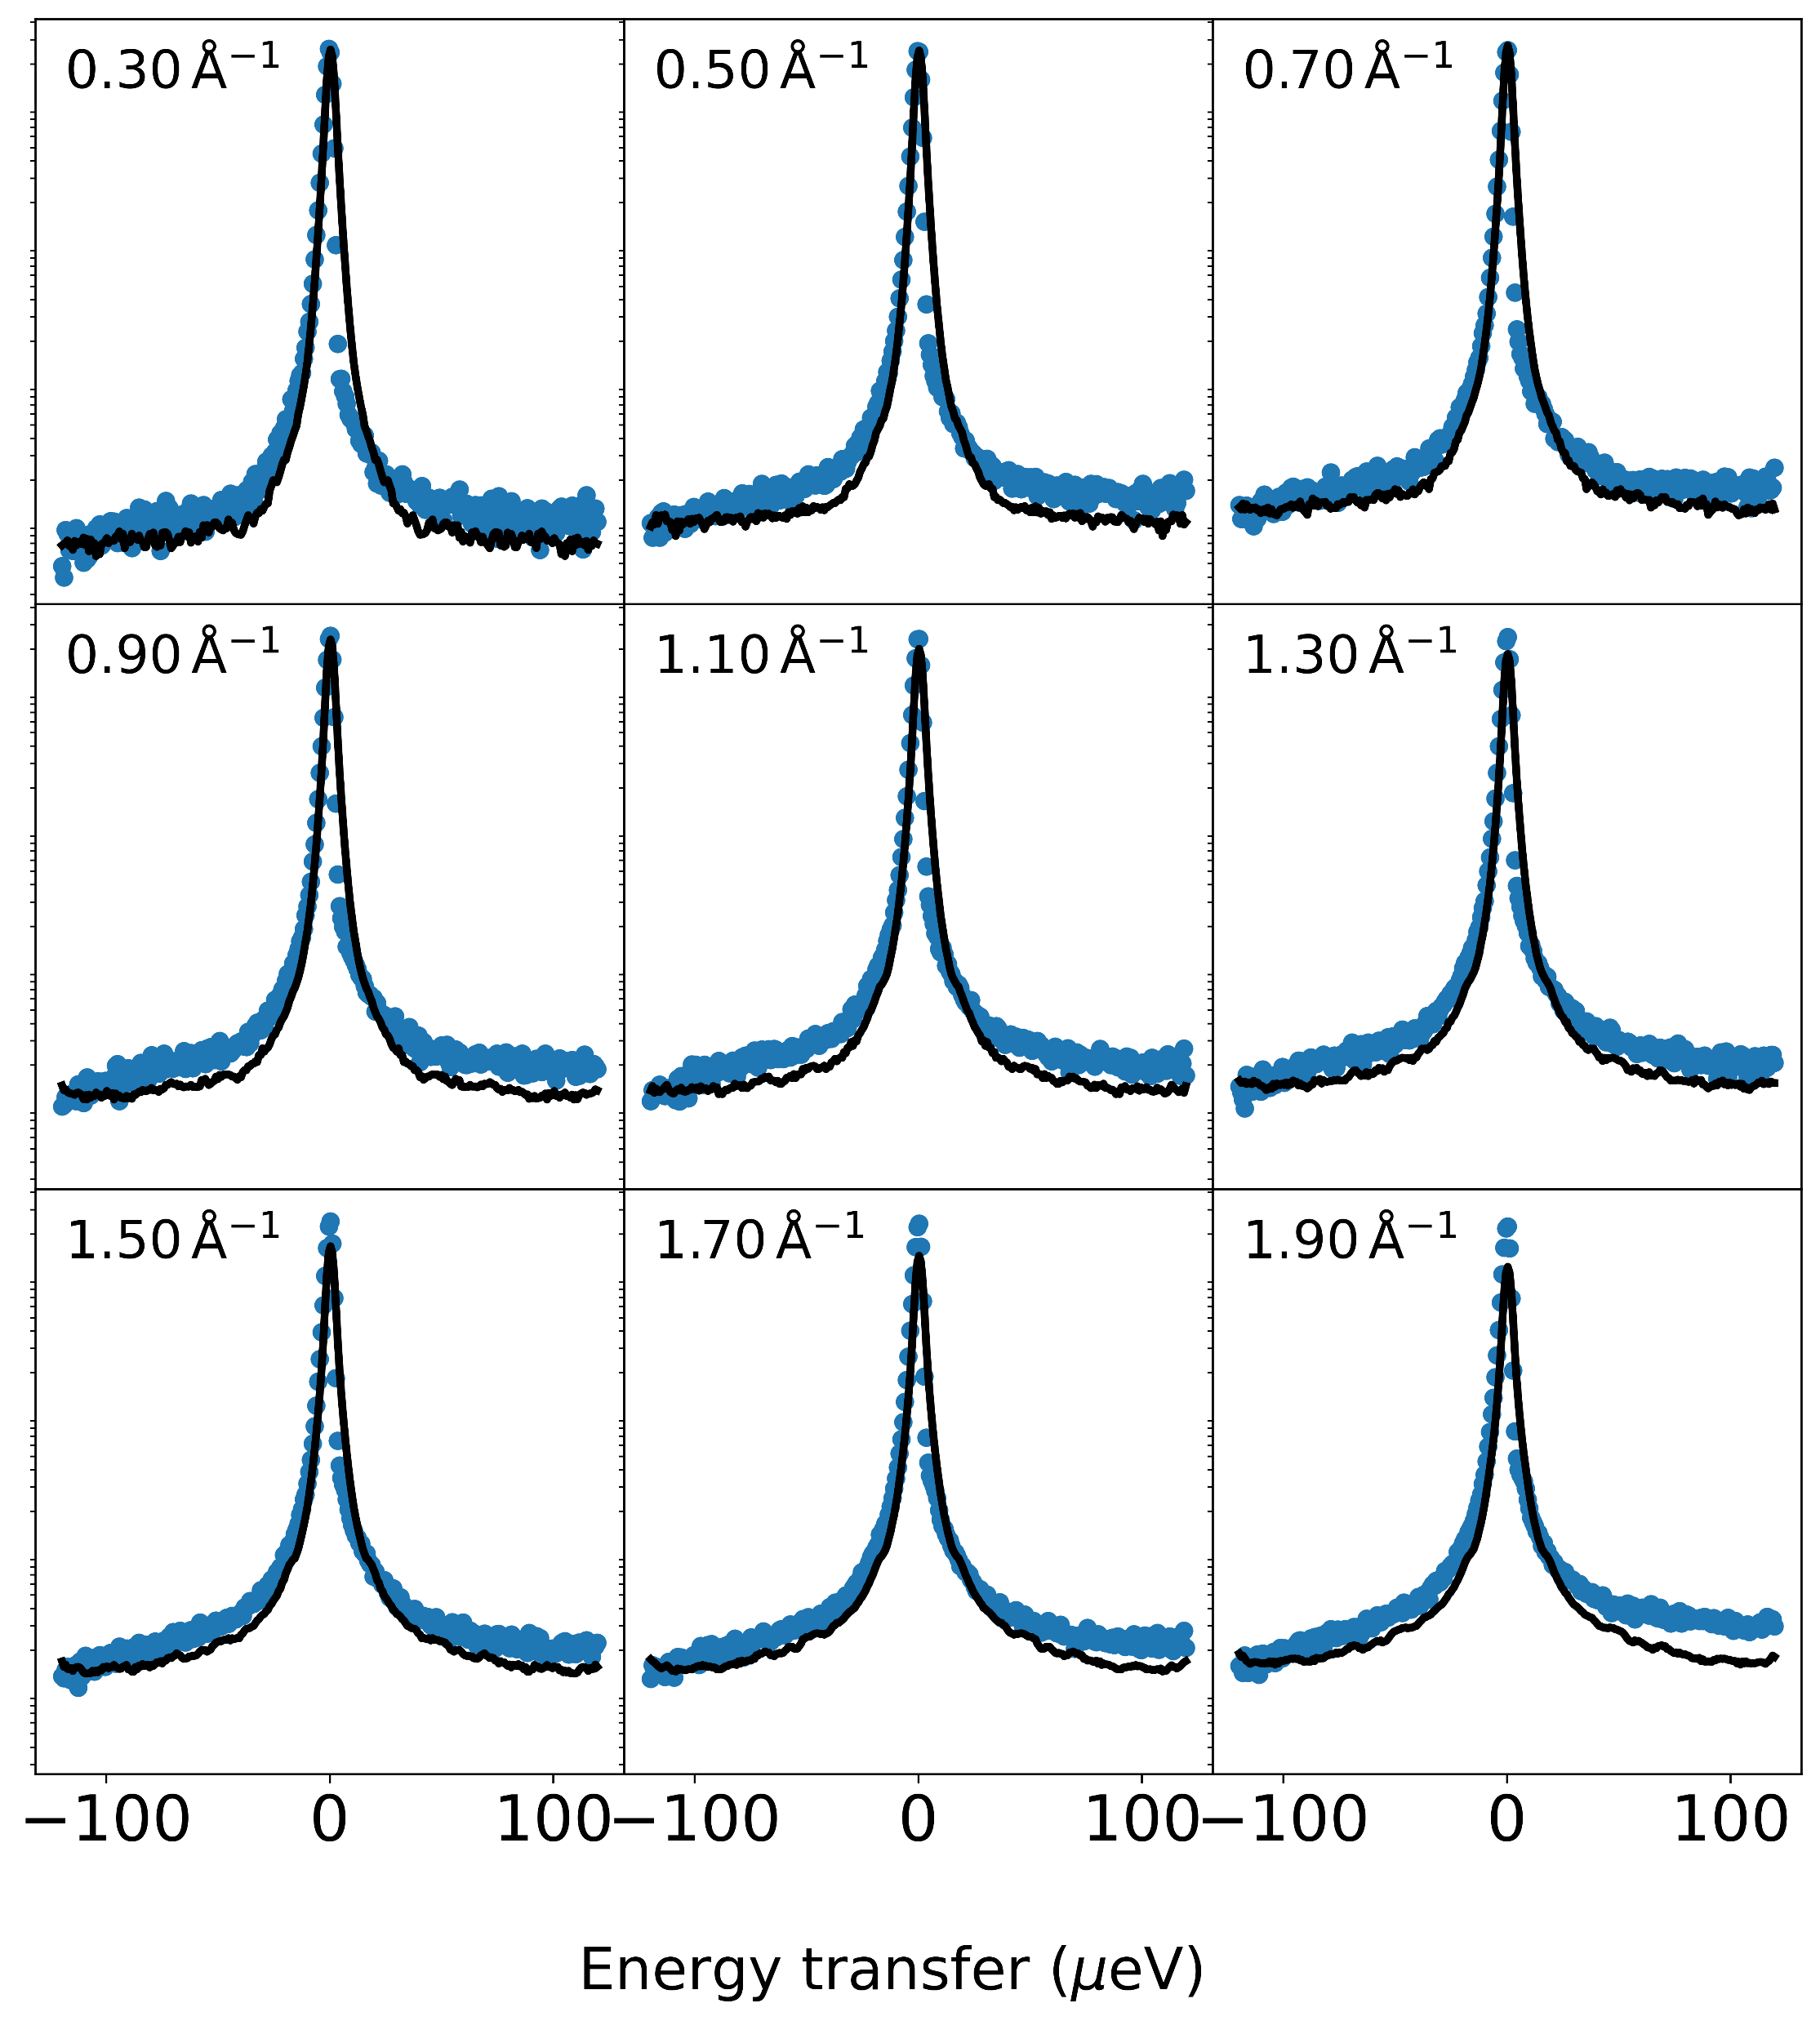 0.30 Å⁻¹ 0.50 Å⁻¹ 0.70 Å⁻¹
0.90 Å⁻¹ 1.10 Å⁻¹ 1.30 Å⁻¹
1.50 Å⁻¹ 1.70 Å⁻¹ 1.90 Å⁻¹
−100 0 100 −100 0 100 −100 0 100
Energy transfer (μeV)